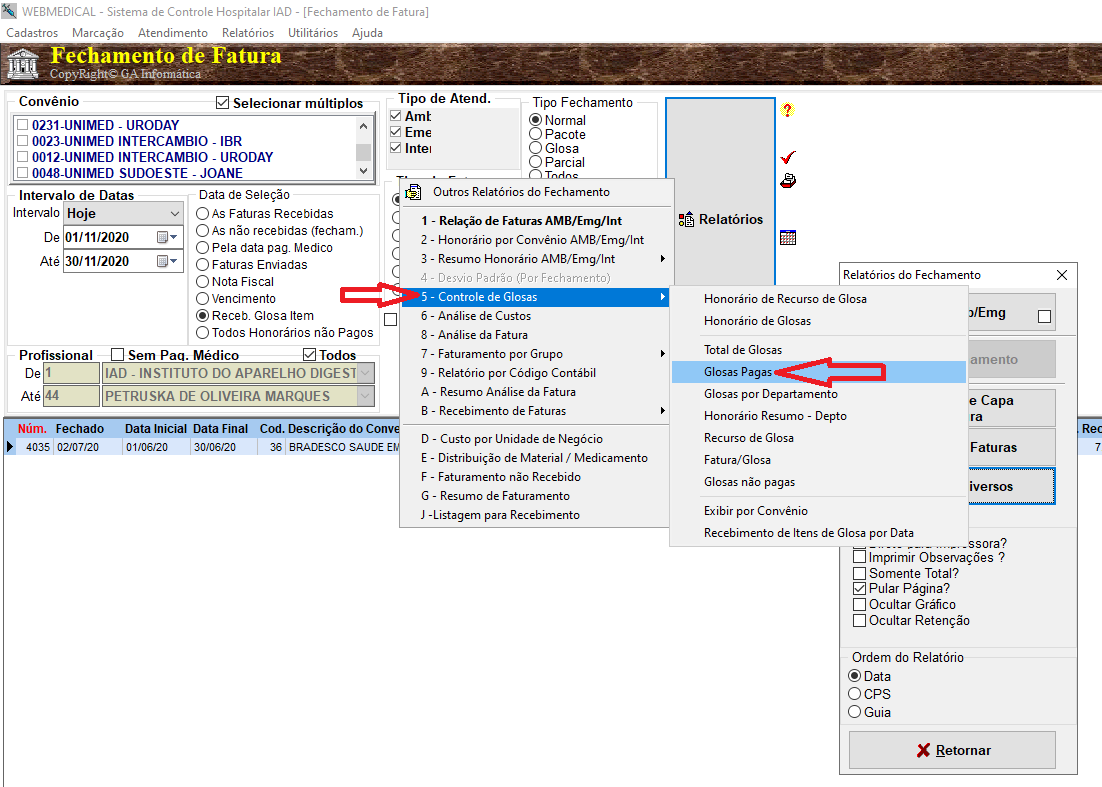 WEBMEDICAL - Sistema de Controle Hospitalar IAD - [Fechamento de Fatura]
Cadastros Marcação Atendimento Relatórios Utilitários Ajuda
Fechamento de Fatura
CopyRight© GA Informática
Convênio
Selecionar múltiplos
0231-UNIMED - URODAY
0023-UNIMED INTERCAMBIO - IBR
0012-UNIMED INTERCAMBIO - URODAY
0048-UNIMED SUDOESTE - JOANE
Tipo de Atend.
Amb
Eme
Inter
Tipo Fechamento
Normal
Pacote
Glosa
Parcial
Todos
Relatórios
Intervalo de Datas
Intervalo Hoje
De 01/11/2020
Até 30/11/2020
Data de Seleção
As Faturas Recebidas
As não recebidas (fecham.)
Pela data pag. Medico
Faturas Enviadas
Nota Fiscal
Vencimento
Receb. Glosa Item
Todos Honorários não Pagos
Profissional
Sem Pag. Médico
Todos
De 1 IAD - INSTITUTO DO APARELHO DIGEST
Até 44 PETRUSKA DE OLIVEIRA MARQUES
Núm. Fechado Data Inicial Data Final Cod. Descrição do Conve
4035 02/07/20 01/06/20 30/06/20 36 BRADESCO SAUDE EM
Rec
7
Outros Relatórios do Fechamento
1 - Relação de Faturas AMB/Emg/Int
2 - Honorário por Convênio AMB/Emg/Int
3 - Resumo Honorário AMB/Emg/Int
4 - Desvio Padrão (Por Fechamento)
5 - Controle de Glosas
6 - Análise de Custos
8 - Análise da Fatura
7 - Faturamento por Grupo
9 - Relatório por Código Contábil
A - Resumo Análise da Fatura
B - Recebimento de Faturas
D - Custo por Unidade de Negócio
E - Distribuição de Material / Medicamento
F - Faturamento não Recebido
G - Resumo de Faturamento
J -Listagem para Recebimento
Honorário de Recurso de Glosa
Honorário de Glosas
Total de Glosas
Glosas Pagas
Glosas por Departamento
Honorário Resumo - Depto
Recurso de Glosa
Fatura/Glosa
Glosas não pagas
Exibir por Convênio
Recebimento de Itens de Glosa por Data
Relatórios do Fechamento
b/Emg
amento
e Capa
ra
Faturas
iversos
Direto para Impressora?
Imprimir Observações ?
Somente Total?
Pular Página?
Ocultar Gráfico
Ocultar Retenção
Ordem do Relatório
Data
CPS
Guia
Retornar